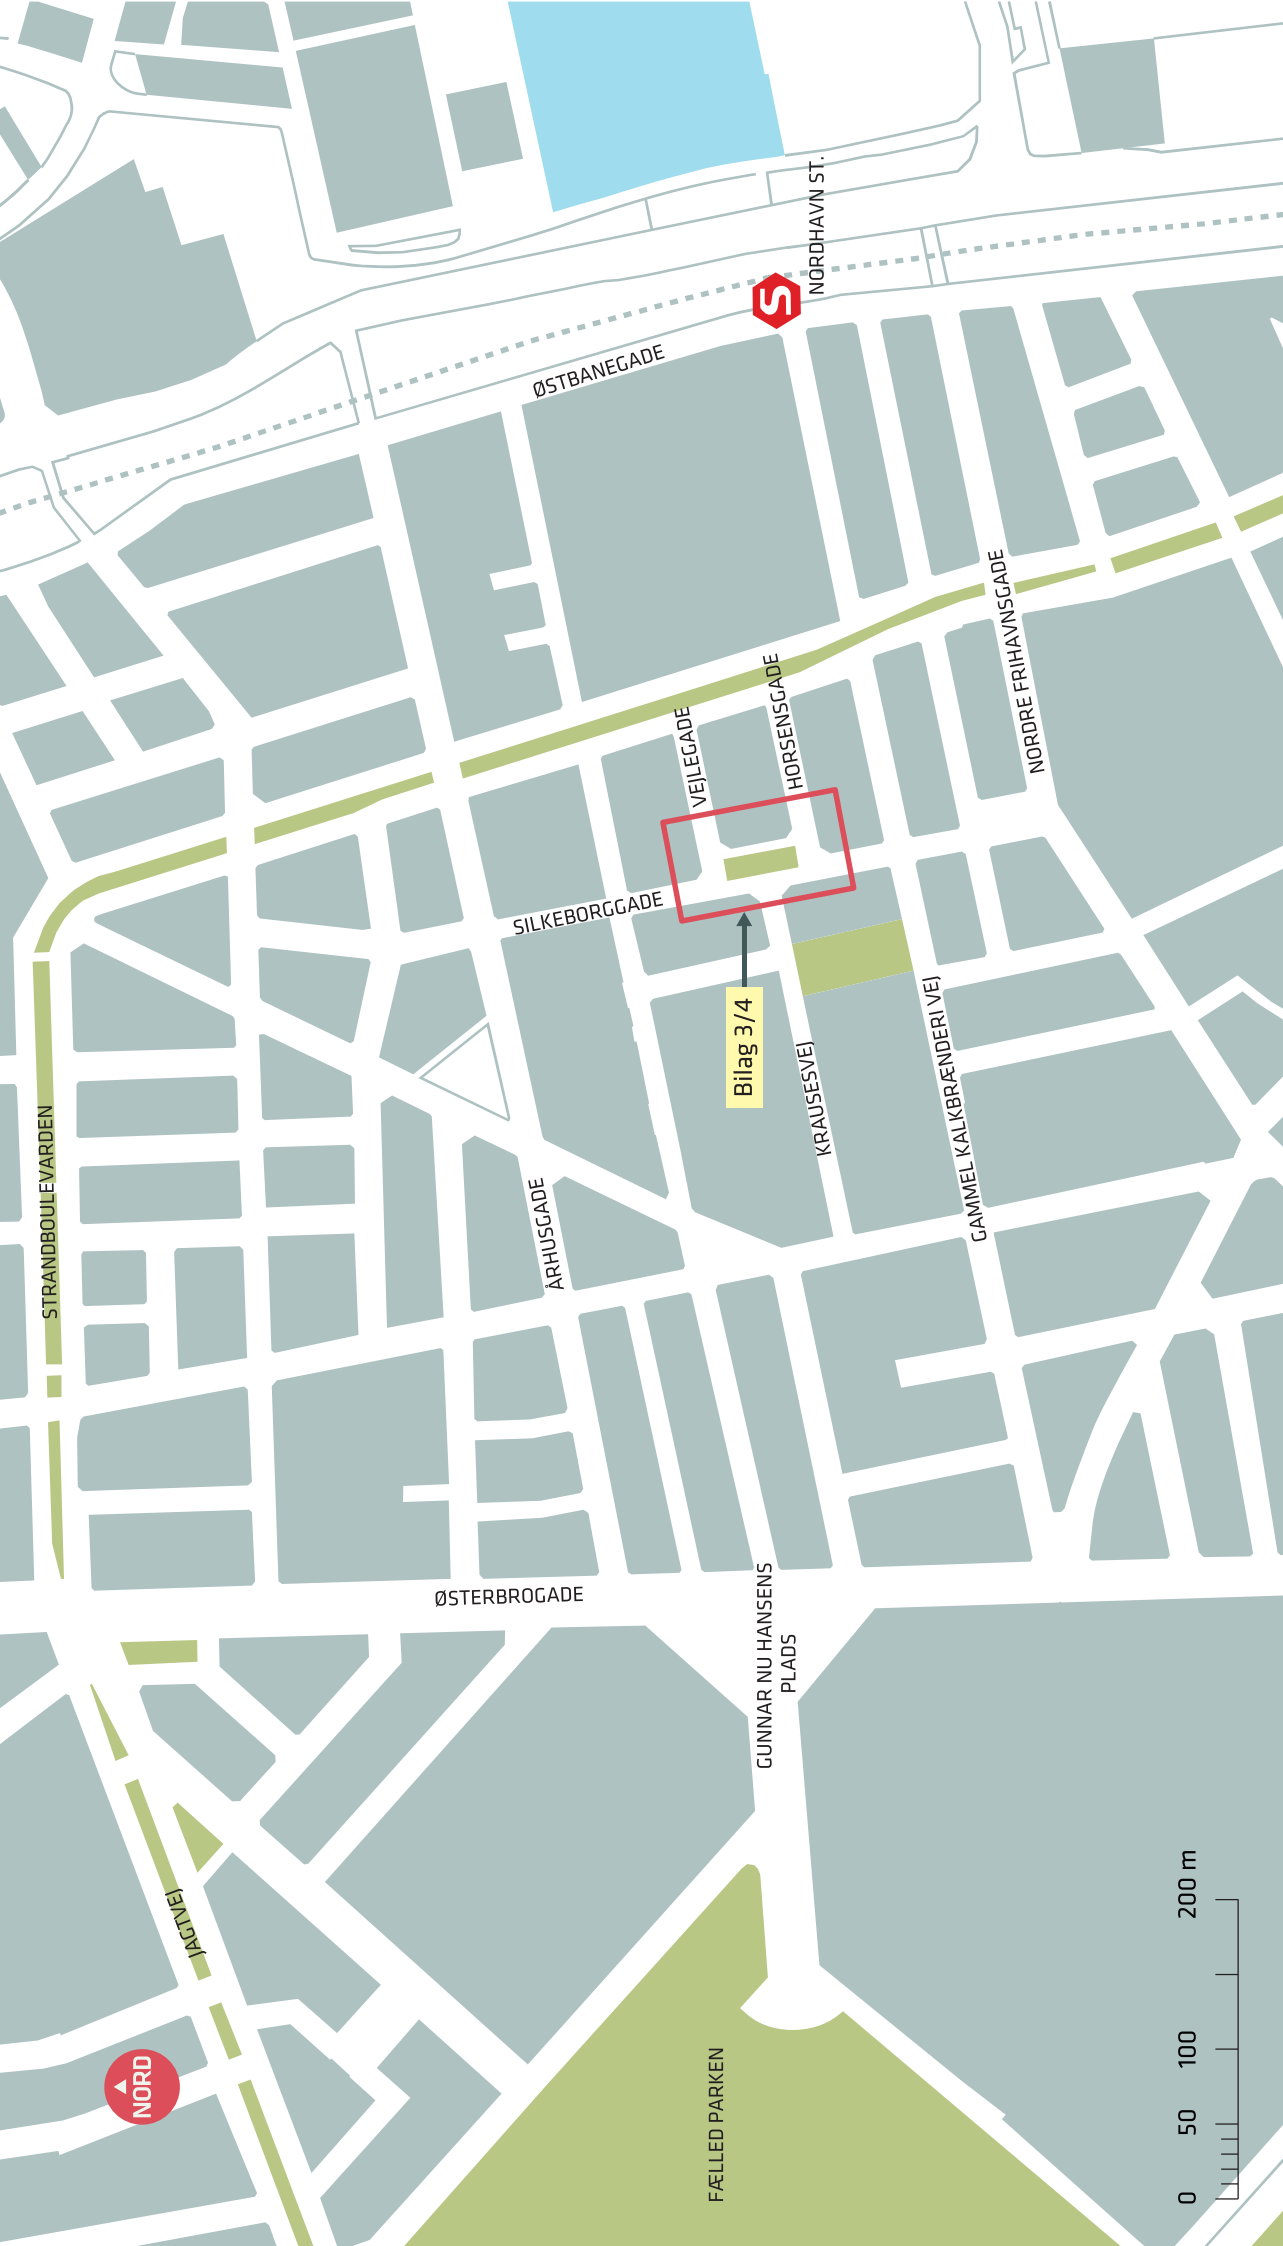 NORDHAVN ST.
S
ØSTBANEGADE
NORDRE FRIHAVNSGADE
HORSENSGADE
VEJLEGADE
SILKEBORGGADE
Bilag 3/4
KRAUSESVEJ
GAMMEL KALKBRÆNDERI VEJ
STRANDBOULEVARDEN
ÅRHUSGADE
ØSTERBROGADE
GUNNAR NU HANSENS
PLADS
JAGTVEJ
NORD
FÆLLED PARKEN
0
50
100
200 m